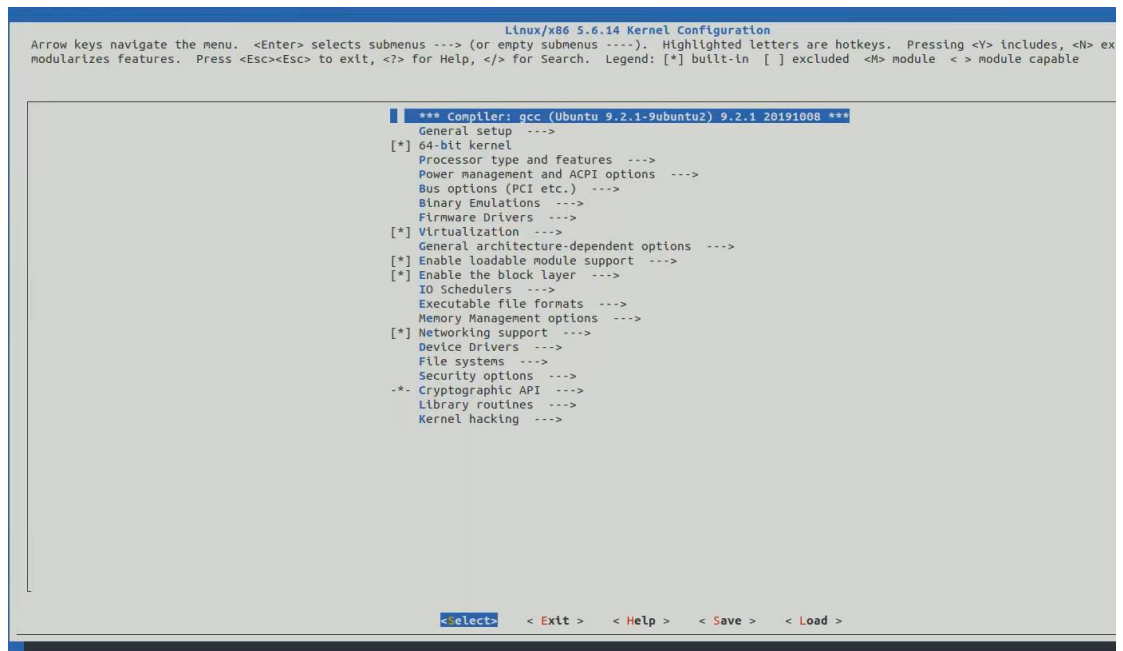 Linux/x86 5.6.14 Kernel Configuration
Arrow keys navigate the menu. <Enter> selects submenus ---> (or empty submenus ----). Highlighted letters are hotkeys. Pressing <Y> includes, <N> ex
modularizes features. Press <Esc><Esc> to exit, <?> for Help, </> for Search. Legend: [*] built-in [ ] excluded <M> module < > module capable
*** Compiler: gcc (Ubuntu 9.2.1-9ubuntu2) 9.2.1 20191008 ***
General setup --->
[*] 64-bit kernel
Processor type and features --->
Power management and ACPI options --->
Bus options (PCI etc.) --->
Binary Emulations --->
Firmware Drivers --->
[*] Virtualization --->
General architecture-dependent options --->
[*] Enable loadable module support --->
[*] Enable the block layer --->
IO Schedulers --->
Executable file formats --->
Memory Management options --->
[*] Networking support --->
Device Drivers --->
File systems --->
Security options --->
-*- Cryptographic API --->
Library routines --->
Kernel hacking --->
<Select> < Exit > < Help > < Save > < Load >